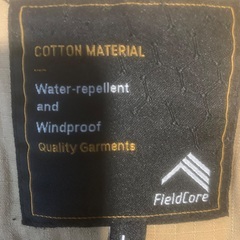 COTTON MATERIAL
Water-repellent
and
Windproof
Quality Garments
FieldCore